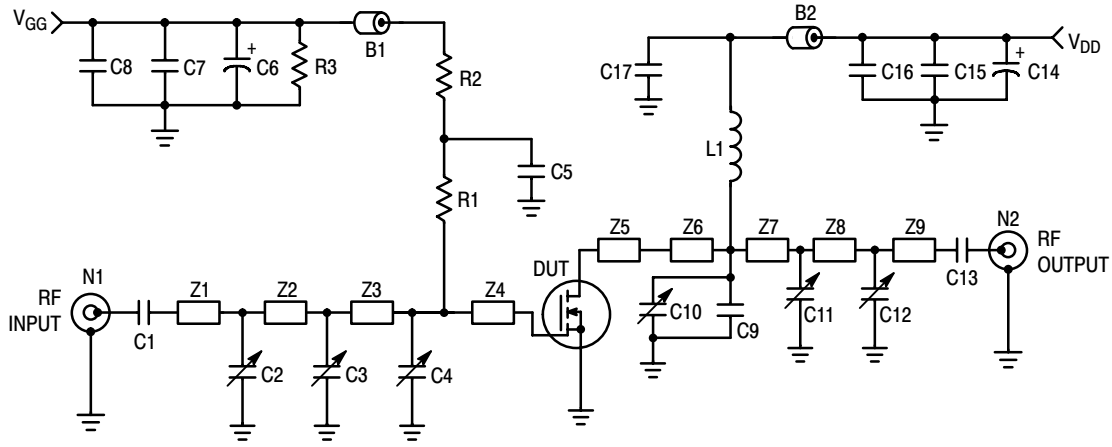 VGG
B1
C8
C7
+
C6
R3
R2
C5
R1
B2
VDD
C17
C16
C15
+
C14
L1
Z5
Z6
Z7
Z8
Z9
N2
RF
OUTPUT
C13
DUT
C10
C9
C11
C12
N1
RF
INPUT
C1
Z1
Z2
Z3
Z4
C2
C3
C4